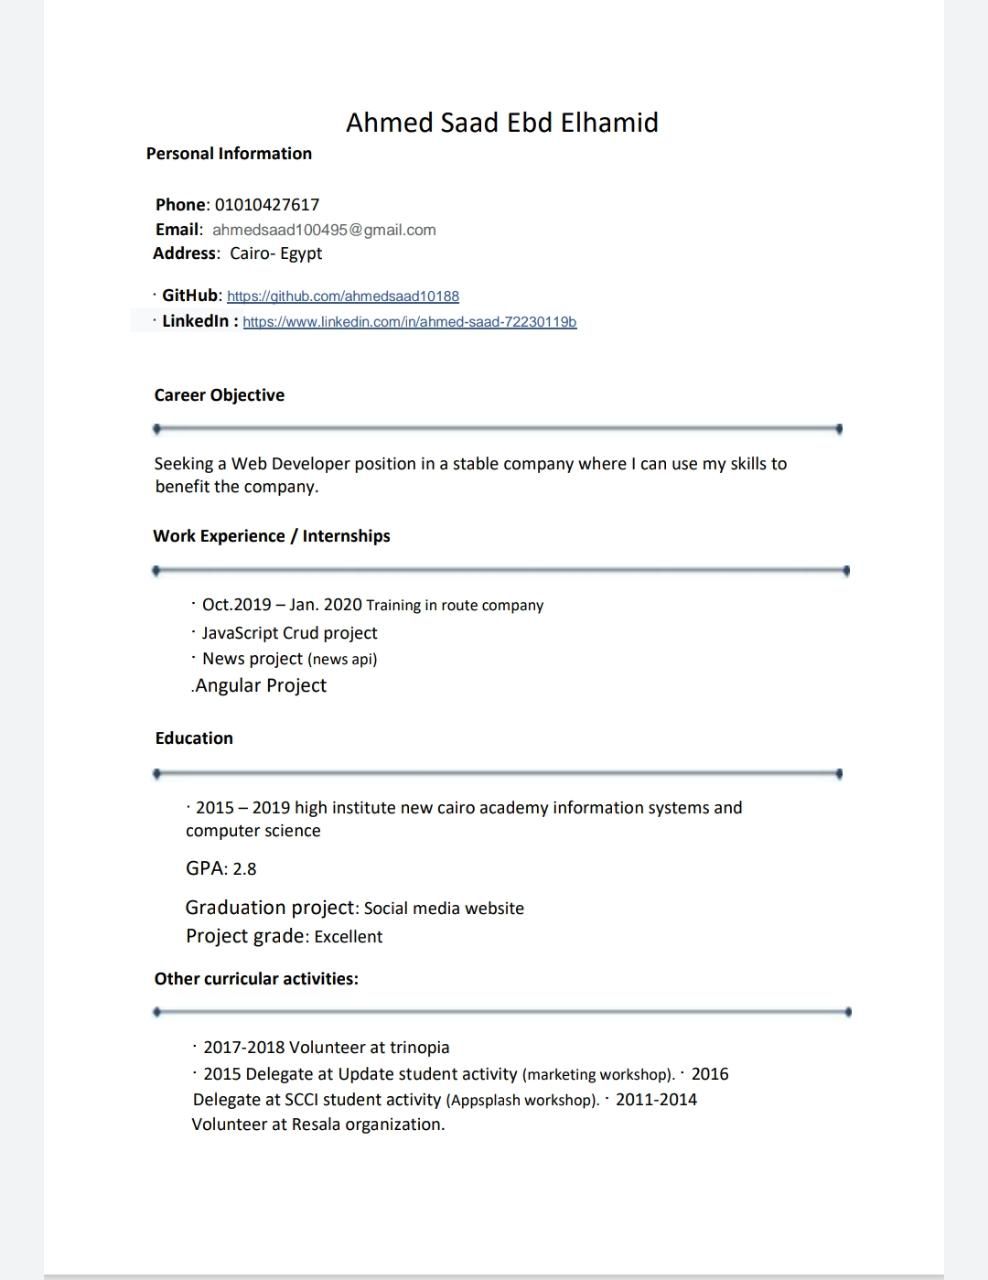 Ahmed Saad Ebd Elhamid
Personal Information
Phone: 01010427617
Email: ahmedsaad100495@gmail.com
Address: Cairo- Egypt
· GitHub: https://github.com/ahmedsaad10188
· LinkedIn : https://www.linkedin.com/in/ahmed-saad-72230119b
Career Objective
Seeking a Web Developer position in a stable company where I can use my skills to
benefit the company.
Work Experience / Internships
· Oct.2019 – Jan. 2020 Training in route company
· JavaScript Crud project
· News project (news api)
.Angular Project
Education
· 2015 – 2019 high institute new cairo academy information systems and
computer science
GPA: 2.8
Graduation project: Social media website
Project grade: Excellent
Other curricular activities:
· 2017-2018 Volunteer at trinopia
· 2015 Delegate at Update student activity (marketing workshop). · 2016
Delegate at SCCI student activity (Appsplash workshop). · 2011-2014
Volunteer at Resala organization.